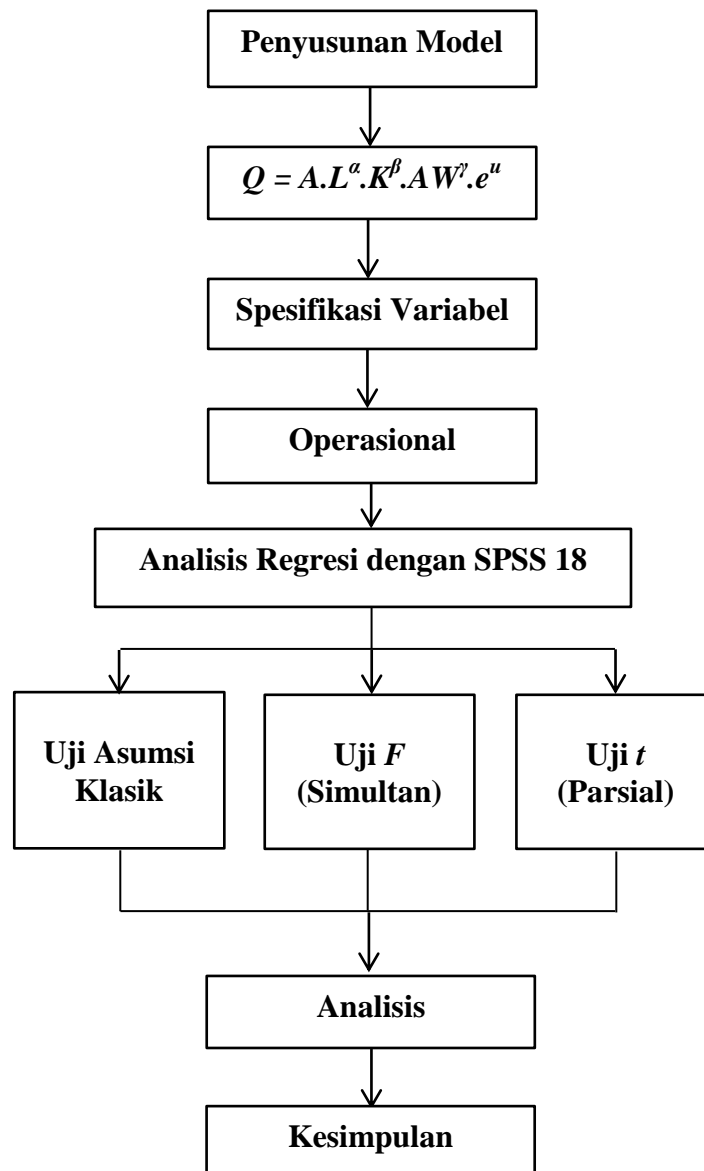 Penyusunan Model
Q = A.L^α.K^β.AW^γ.e^u
Spesifikasi Variabel
Operasional
Analisis Regresi dengan SPSS 18
Uji Asumsi
Klasik
Uji F
(Simultan)
Uji t
(Parsial)
Analisis
Kesimpulan